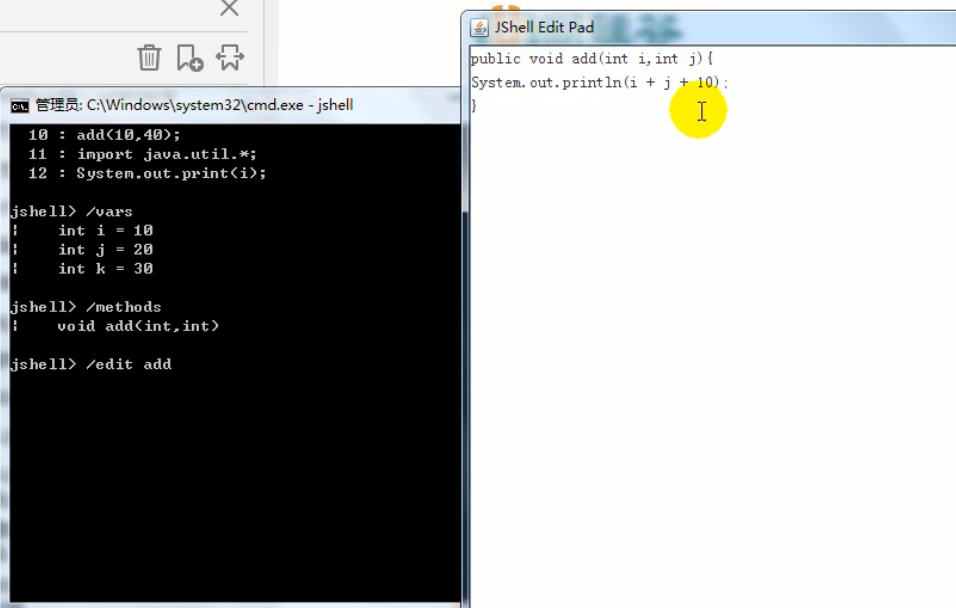 管理员: C:\Windows\system32\cmd.exe - jshell
10 : add(10,40);
11 : import java.util.*;
12 : System.out.print(i);
jshell> /vars
|    int i = 10
|    int j = 20
|    int k = 30
jshell> /methods
|    void add(int,int)
jshell> /edit add
JShell Edit Pad
public void add(int i,int j){
System.out.println(i + j + 10);
}